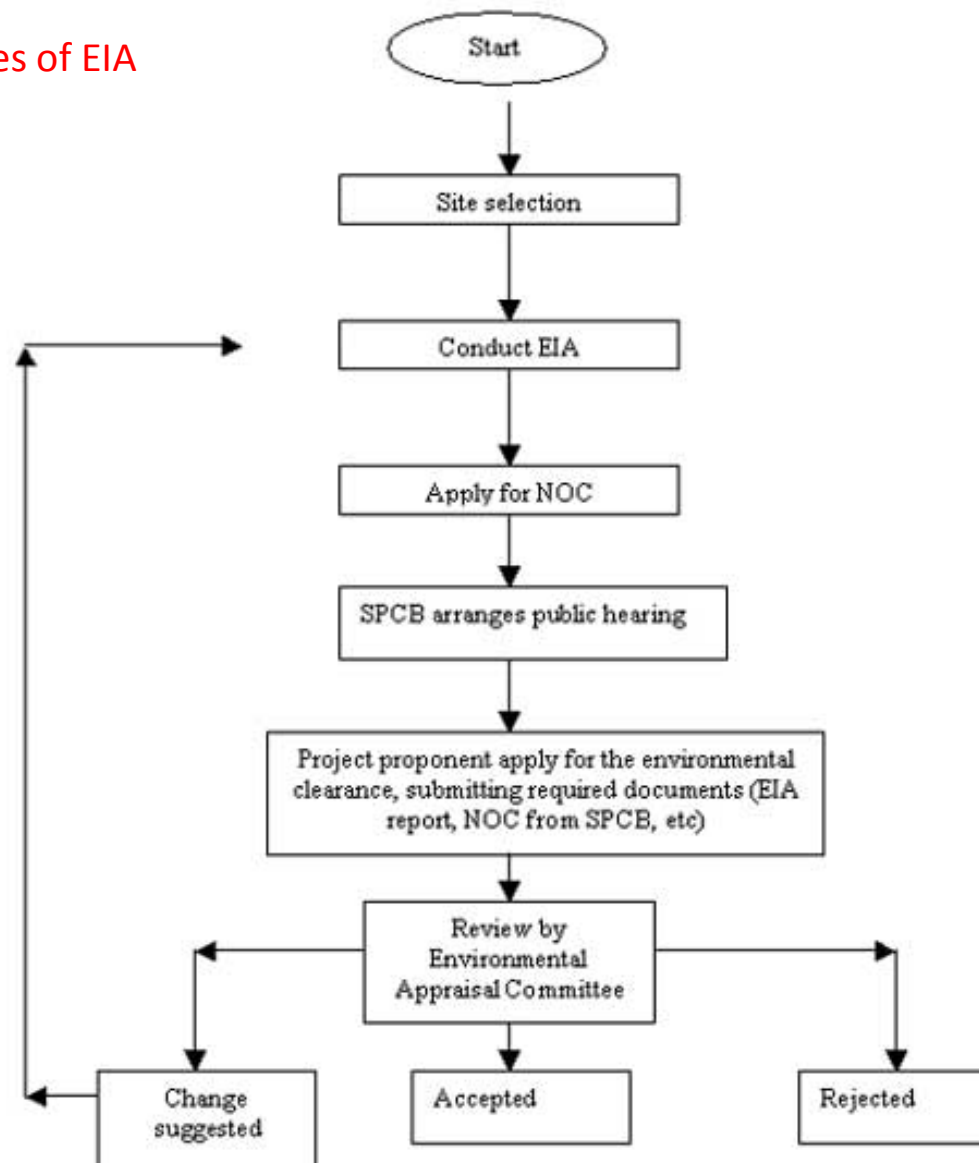 es of EIA
Start
Site selection
Conduct EIA
Apply for NOC
SPCB arranges public hearing
Project proponent apply for the environmental
clearance, submitting required documents (EIA
report, NOC from SPCB, etc)
Review by
Environmental
Appraisal Committee
Change
suggested
Accepted
Rejected